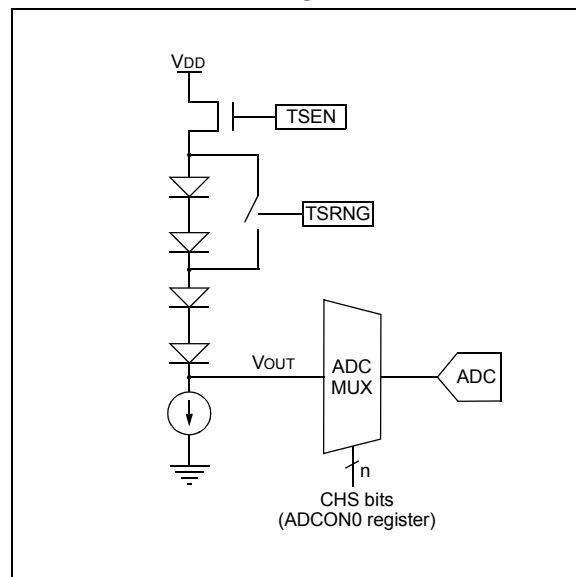 VDD
TSEN
TSRNG
VOUT
ADC
MUX
ADC
n
CHS bits
(ADCON0 register)